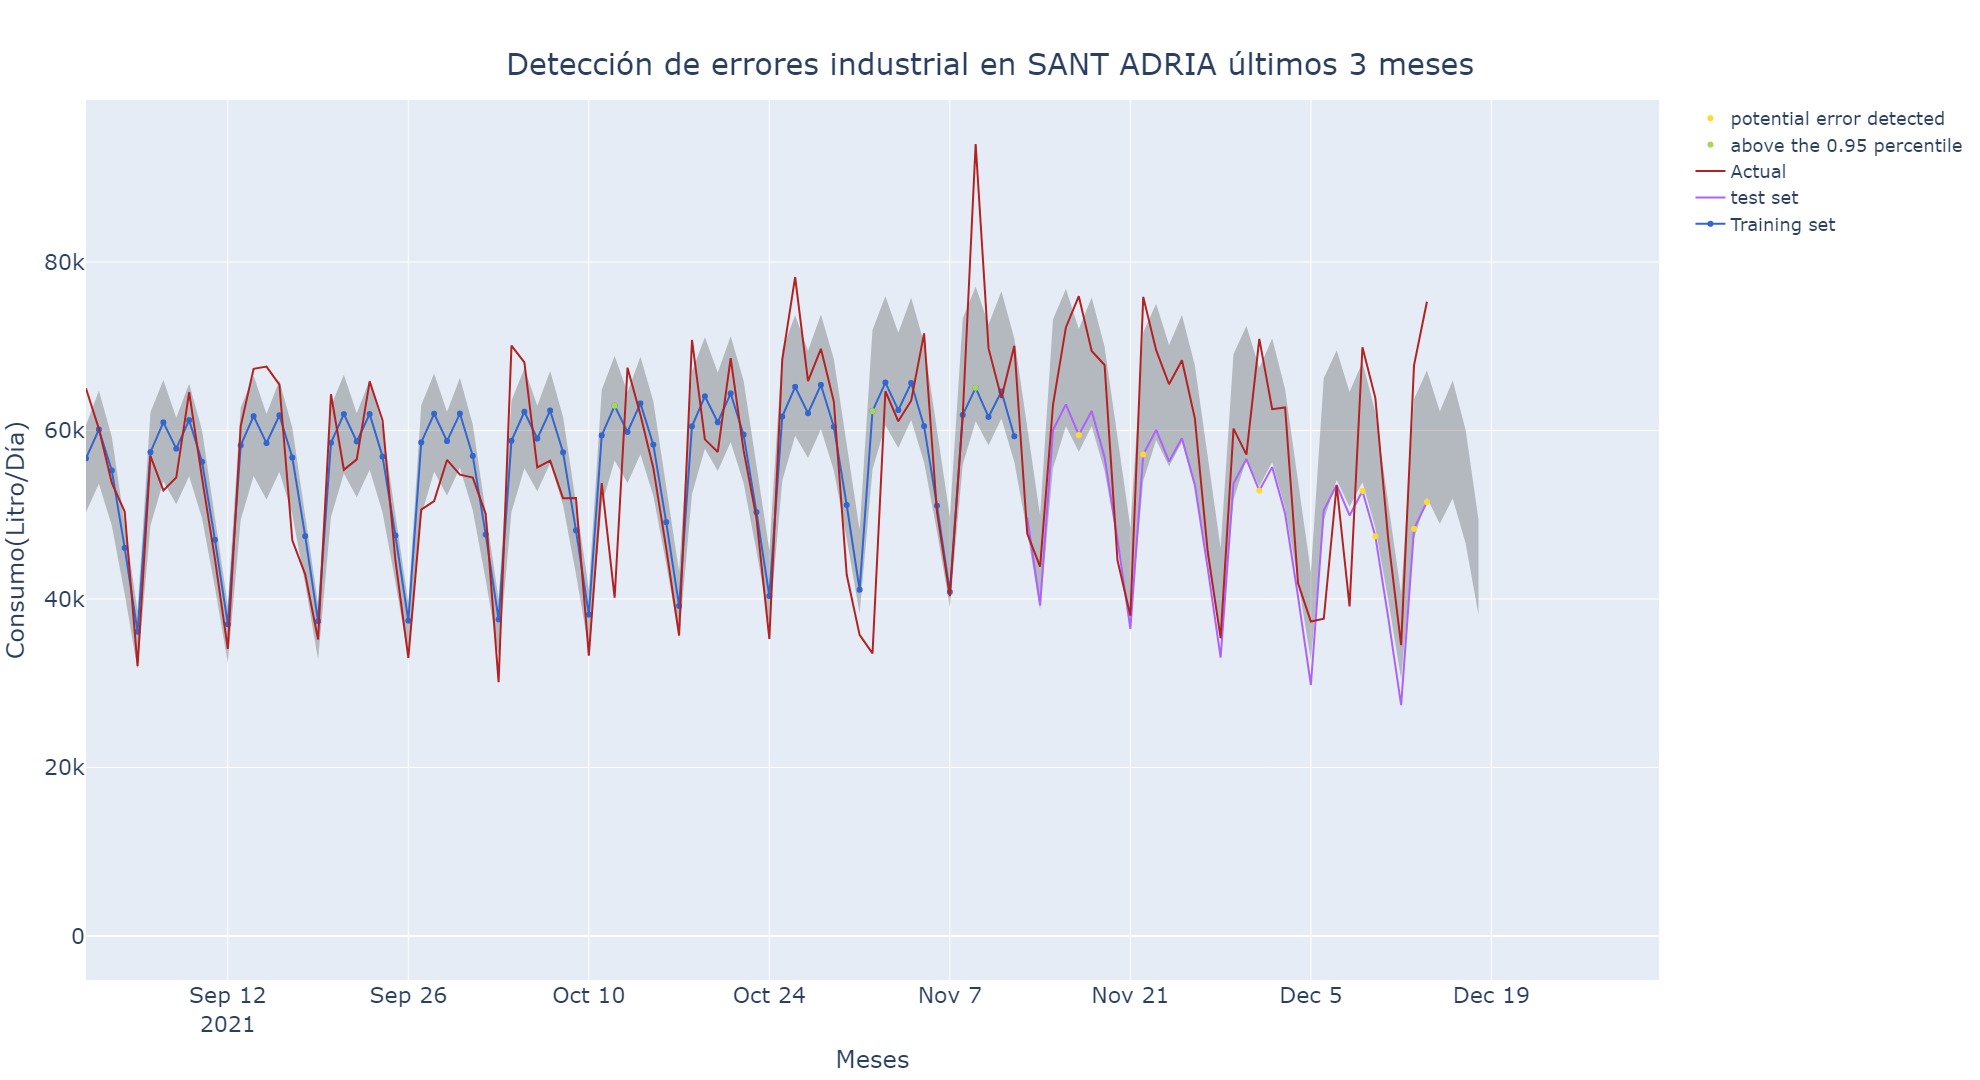 Detección de errores industrial en SANT ADRIA últimos 3 meses
potential error detected
above the 0.95 percentile
Actual
test set
Training set
Consumo(Litro/Día)
80k
60k
40k
20k
0
Sep 12
2021
Sep 26
Oct 10
Oct 24
Nov 7
Nov 21
Dec 5
Dec 19
Meses